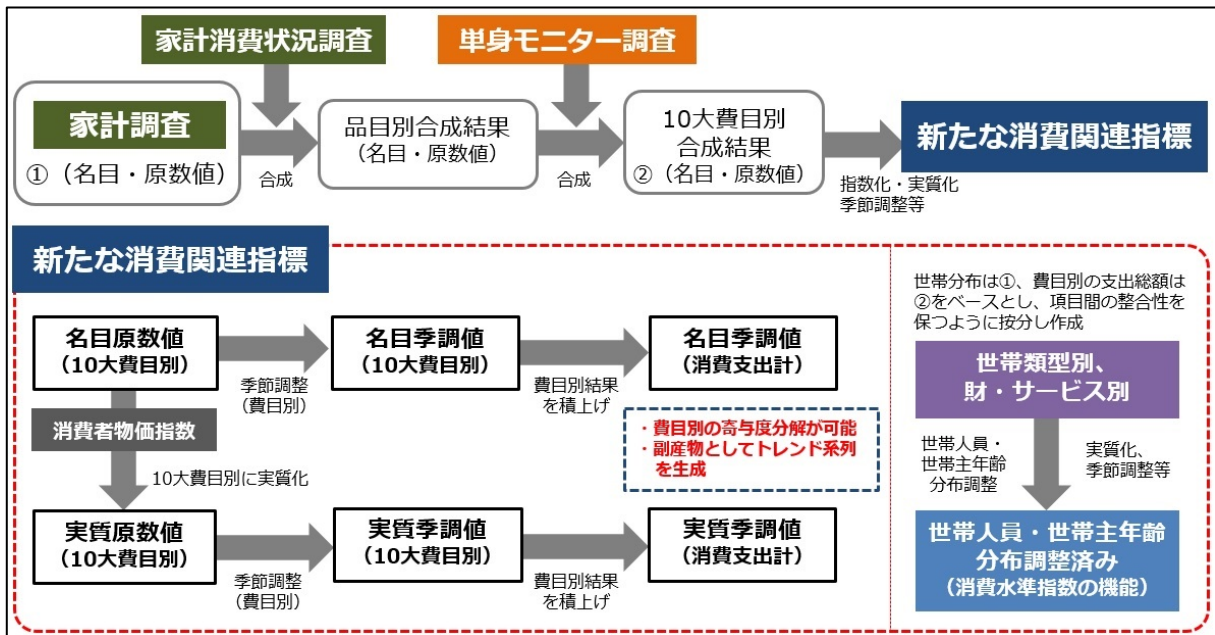 家計消費状況調査
単身モニター調査
家計調査
①（名目・原数値）
合成
品目別合成結果
（名目・原数値）
合成
10大費目別
合成結果
②（名目・原数値）
指数化・実質化
季節調整等
新たな消費関連指標
新たな消費関連指標
名目原数値
（10大費目別）
季節調整
（費目別）
名目季調値
（10大費目別）
費目別結果
を積上げ
名目季調値
（消費支出計）
消費者物価指数
10大費目別に実質化
・費目別の寄与度分解が可能
・副産物としてトレンド系列
を生成
実質原数値
（10大費目別）
季節調整
（費目別）
実質季調値
（10大費目別）
費目別結果
を積上げ
実質季調値
（消費支出計）
世帯分布は①、費目別の支出総額は
②をベースとし、項目間の整合性を
保つように按分し作成
世帯類型別、
財・サービス別
世帯人員・
世帯主年齢
分布調整
実質化、
季節調整等
世帯人員・世帯主年齢
分布調整済み
（消費水準指数の機能）